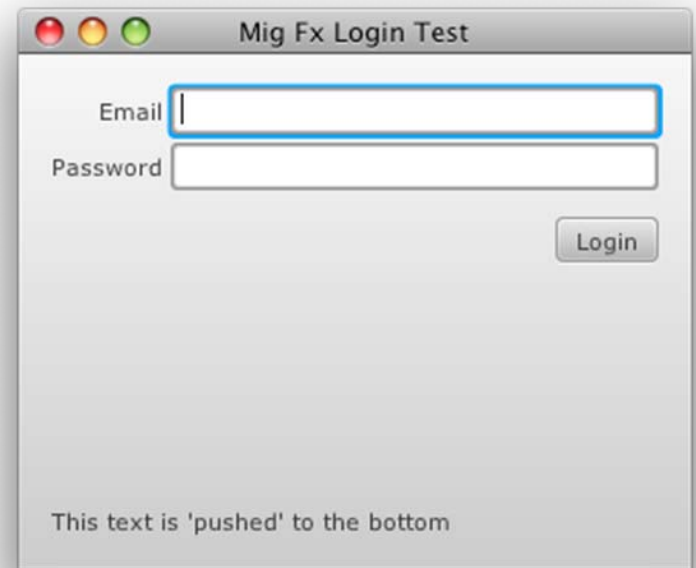 Mig Fx Login Test
Email
Password
Login
This text is 'pushed' to the bottom